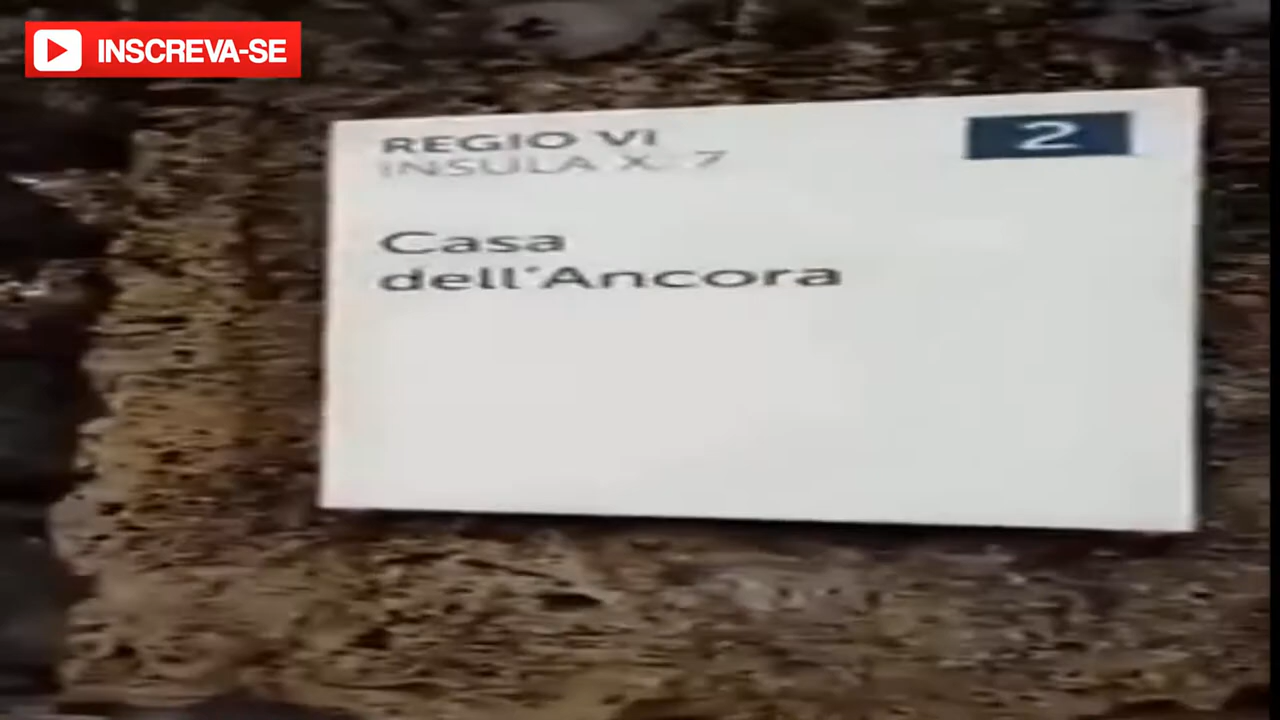 INSCREVA-SE
REGIO VI
2
INSULA X. 7
Casa
dell'Ancora